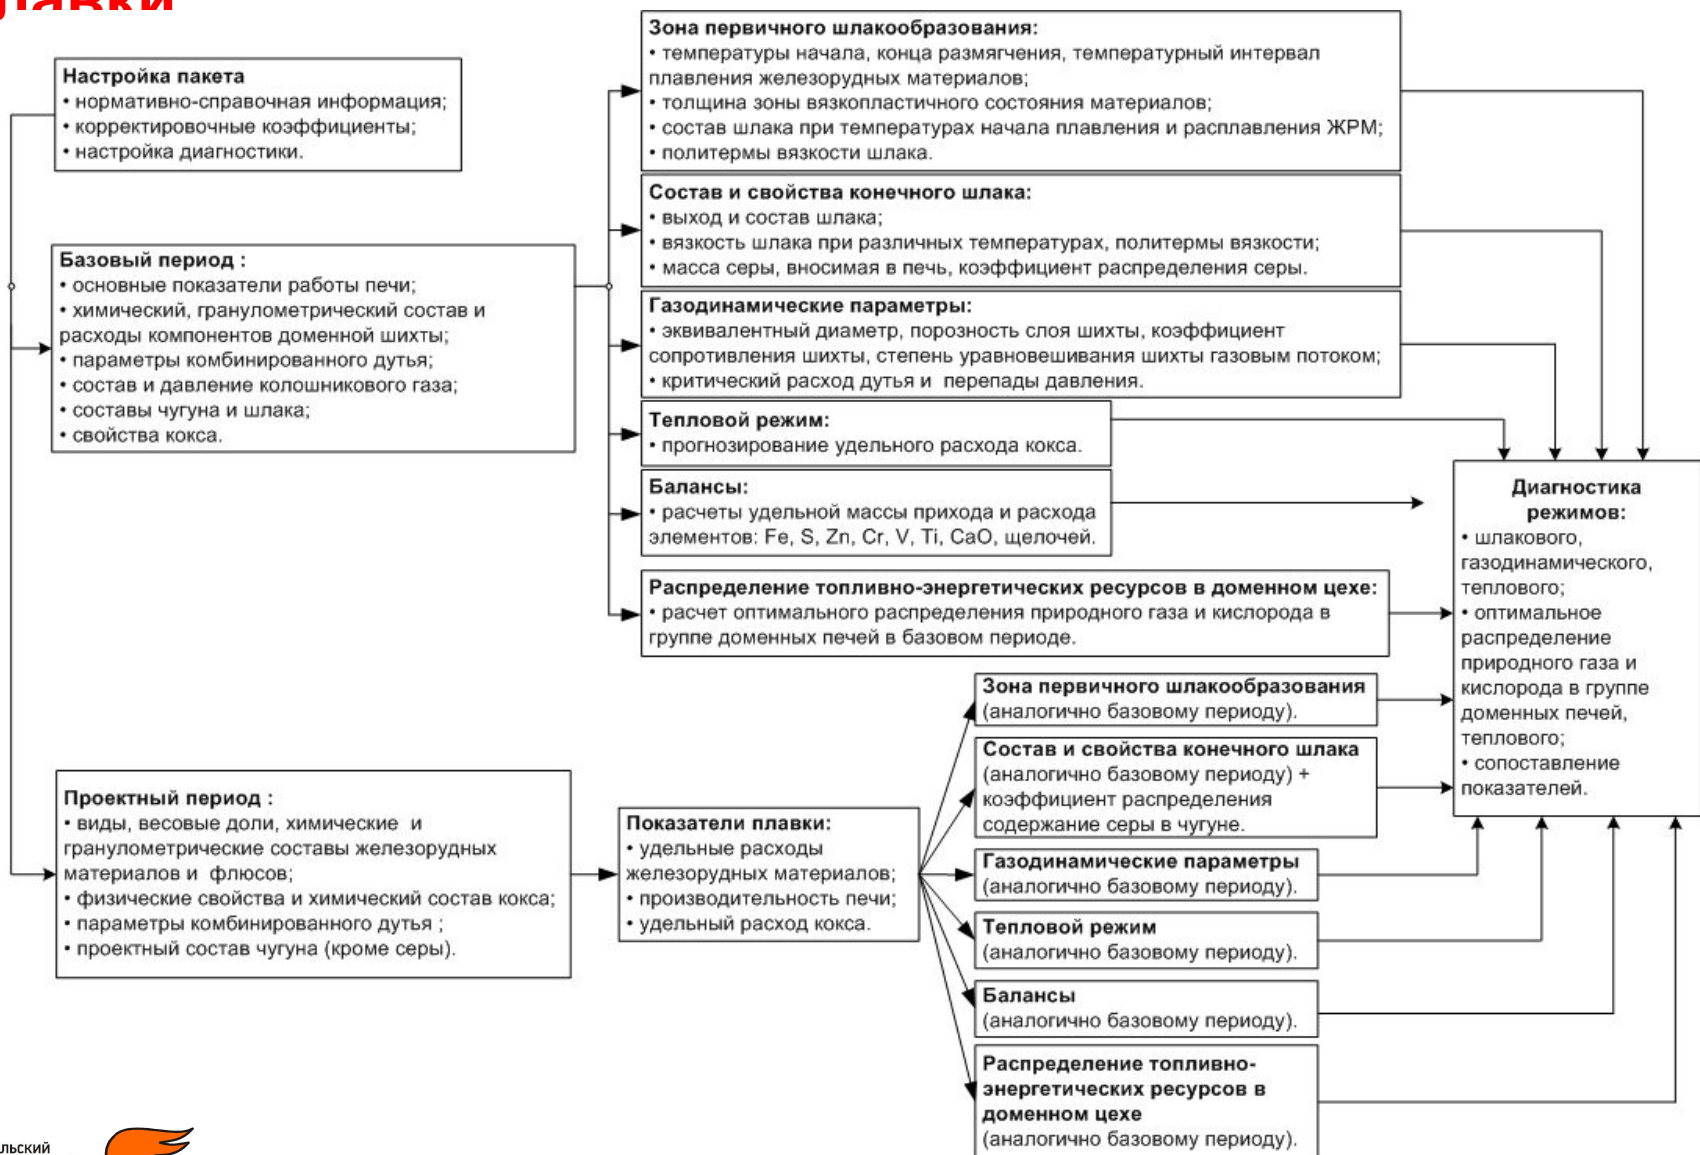 Настройка пакета
• нормативно-справочная информация;
• корректировочные коэффициенты;
• настройка диагностики.
Базовый период :
• основные показатели работы печи;
• химический, гранулометрический состав и
расходы компонентов доменной шихты;
• параметры комбинированного дутья;
• состав и давление колошникового газа;
• составы чугуна и шлака;
• свойства кокса.
Зона первичного шлакообразования:
• температуры начала, конца размягчения, температурный интервал
плавления железорудных материалов;
• толщина зоны вязкопластичного состояния материалов;
• состав шлака при температурах начала плавления и расплавления ЖРМ;
• политермы вязкости шлака.
Состав и свойства конечного шлака:
• выход и состав шлака;
• вязкость шлака при различных температурах, политермы вязкости;
• масса серы, вносимая в печь, коэффициент распределения серы.
Газодинамические параметры:
• эквивалентный диаметр, порозность слоя шихты, коэффициент
сопротивления шихты, степень уравновешивания шихты газовым потоком;
• критический расход дутья и перепады давления.
Тепловой режим:
• прогнозирование удельного расхода кокса.
Балансы:
• расчеты удельной массы прихода и расхода
элементов: Fe, S, Zn, Cr, V, Ti, CaO, щелочей.
Распределение топливно-энергетических ресурсов в доменном цехе:
• расчет оптимального распределения природного газа и кислорода в
группе доменных печей в базовом периоде.
Проектный период :
• виды, весовые доли, химические и
гранулометрические составы железорудных
материалов и флюсов;
• физические свойства и химический состав кокса;
• параметры комбинированного дутья ;
• проектный состав чугуна (кроме серы).
Показатели плавки:
• удельные расходы
железорудных материалов;
• производительность печи;
• удельный расход кокса.
Зона первичного шлакообразования
(аналогично базовому периоду).
Состав и свойства конечного шлака
(аналогично базовому периоду) +
коэффициент распределения
содержание серы в чугуне.
Газодинамические параметры
(аналогично базовому периоду).
Тепловой режим
(аналогично базовому периоду).
Балансы
(аналогично базовому периоду).
Распределение топливно-
энергетических ресурсов в
доменном цехе
(аналогично базовому периоду).
Диагностика
режимов:
• шлакового,
газодинамического,
теплового;
• оптимальное
распределение
природного газа и
кислорода в группе
доменных печей,
теплового;
• сопоставление
показателей.